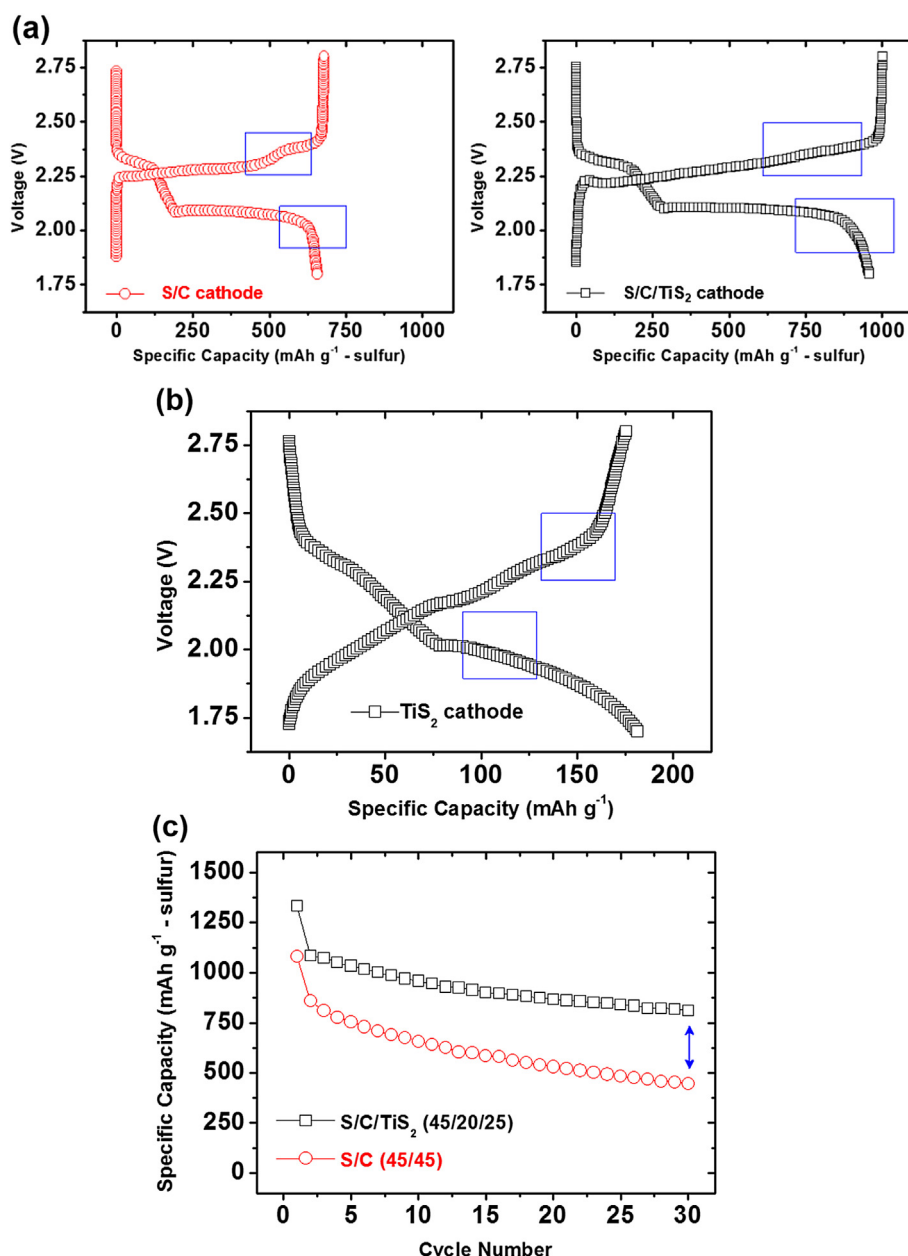 (a)
2.75
2.50
2.25
2.00
1.75
Voltage (V)
S/C cathode
0 250 500 750 1000
Specific Capacity (mAh g⁻¹ - sulfur)
2.75
2.50
2.25
2.00
1.75
Voltage (V)
S/C/TiS₂ cathode
0 250 500 750 1000
Specific Capacity (mAh g⁻¹ - sulfur)
(b)
2.75
2.50
2.25
2.00
1.75
Voltage (V)
TiS₂ cathode
0 50 100 150 200
Specific Capacity (mAh g⁻¹)
(c)
1500
1250
1000
750
500
250
0
Specific Capacity (mAh g⁻¹ - sulfur)
S/C/TiS₂ (45/20/25)
S/C (45/45)
0 5 10 15 20 25 30
Cycle Number